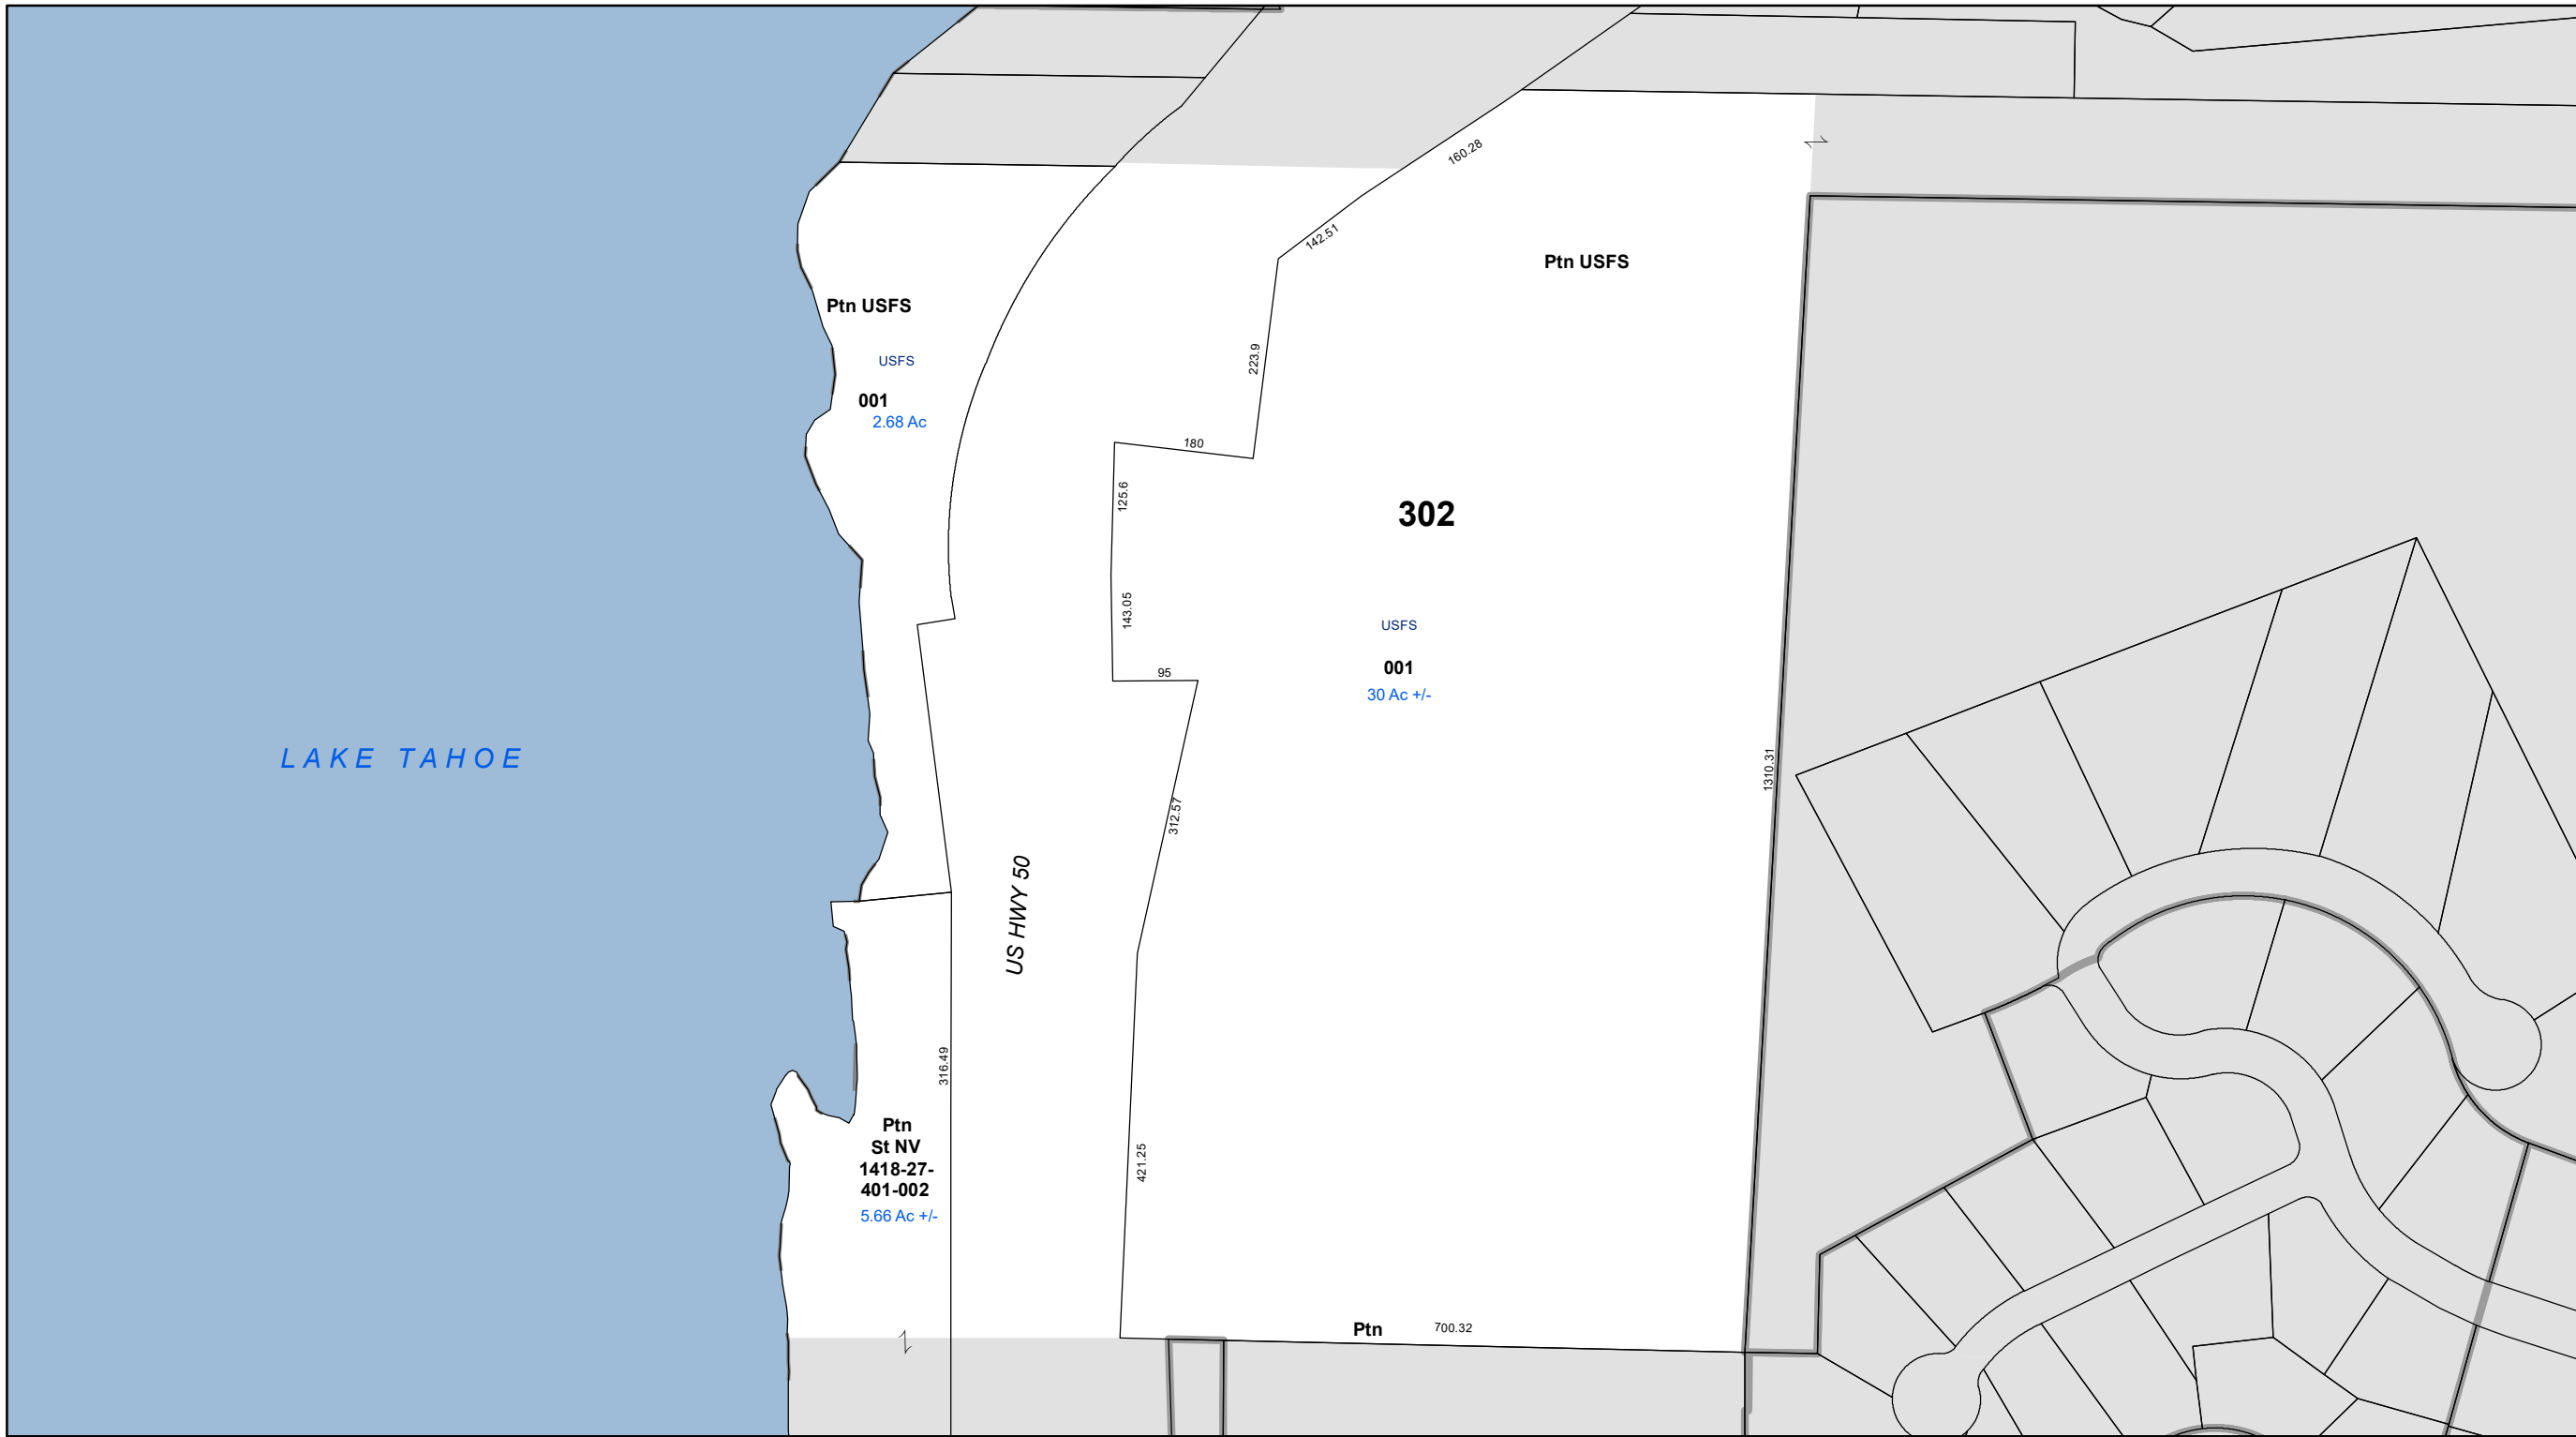 160.28
142.51
Ptn USFS
Ptn USFS
223.9
USFS
001
2.68 Ac
180
125.6
302
143.05
USFS
95
001
30 Ac +/-
1310.31
LAKE TAHOE
312.57
US HWY 50
316.49
Ptn
St NV
1418-27-
401-002
5.66 Ac +/-
421.25
Ptn
700.32